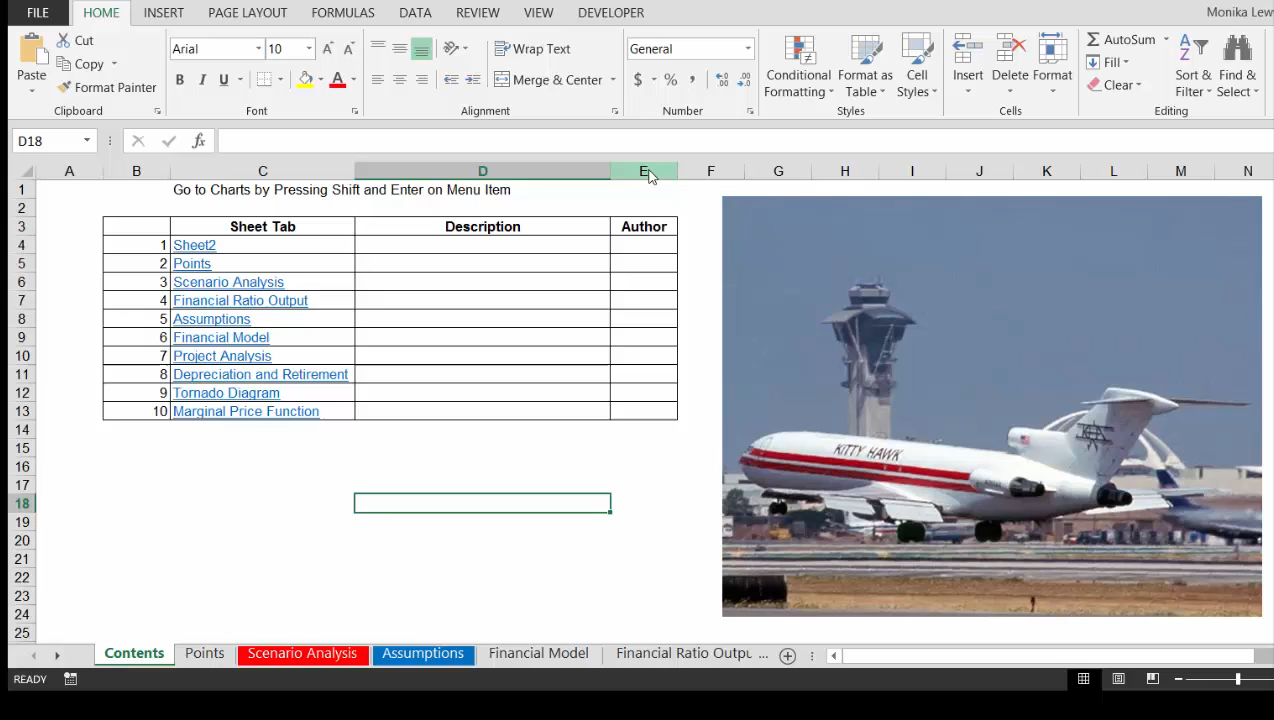 FILE HOME INSERT PAGE LAYOUT FORMULAS DATA REVIEW VIEW DEVELOPER Monika Lew
Paste
Cut
Copy
Format Painter
Clipboard
Arial 10
B I U A
Font
Wrap Text
Merge & Center
Alignment
General
$ % ,
Number
Conditional Formatting
Format as Table
Cell Styles
Styles
Insert Delete Format
Cells
AutoSum
Fill
Clear
Sort & Filter
Find & Select
Editing
D18 fx
A B C D E F G H I J K L M N
1 Go to Charts by Pressing Shift and Enter on Menu Item
2
3 Sheet Tab Description Author
4 1 Sheet2
5 2 Points
6 3 Scenario Analysis
7 4 Financial Ratio Output
8 5 Assumptions
9 6 Financial Model
10 7 Project Analysis
11 8 Depreciation and Retirement
12 9 Tornado Diagram
13 10 Marginal Price Function
14
15
16
17
18
19
20
21
22
23
24
25
KITTY HAWK
Contents Points Scenario Analysis Assumptions Financial Model Financial Ratio Outpu ...
READY